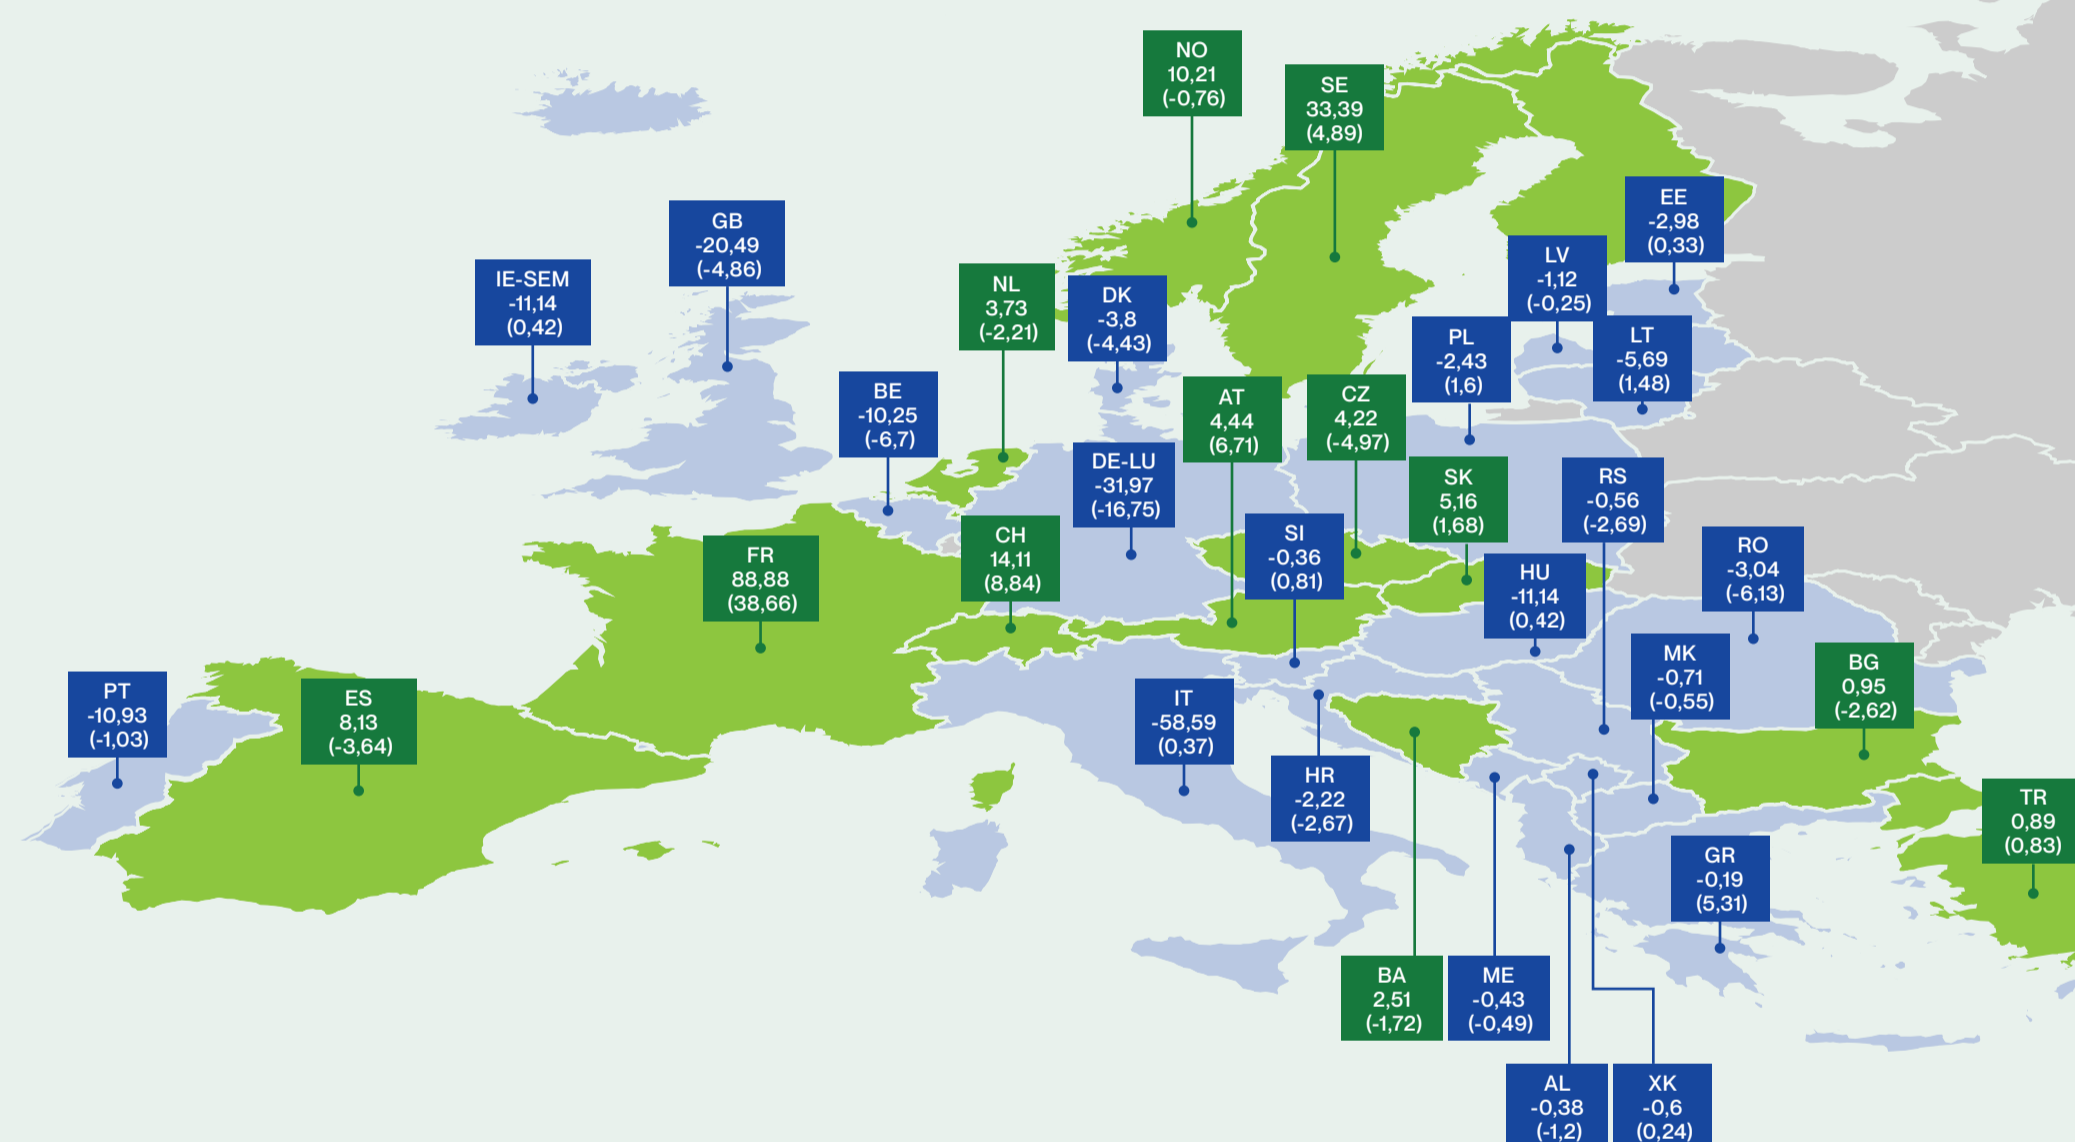 NO
10,21
(-0,76)
SE
33,39
(4,89)
EE
-2,98
(0,33)
GB
-20,49
(-4,86)
LV
-1,12
(-0,25)
IE-SEM
-11,14
(0,42)
NL
3,73
(-2,21)
DK
-3,8
(-4,43)
PL
-2,43
(1,6)
LT
-5,69
(1,48)
BE
-10,25
(-6,7)
AT
4,44
(6,71)
CZ
4,22
(-4,97)
DE-LU
-31,97
(-16,75)
SK
5,16
(1,68)
RS
-0,56
(-2,69)
FR
88,88
(38,66)
CH
14,11
(8,84)
SI
-0,36
(0,81)
HU
-11,14
(0,42)
RO
-3,04
(-6,13)
MK
-0,71
(-0,55)
BG
0,95
(-2,62)
PT
-10,93
(-1,03)
ES
8,13
(-3,64)
IT
-58,59
(0,37)
HR
-2,22
(-2,67)
TR
0,89
(0,83)
GR
-0,19
(5,31)
BA
2,51
(-1,72)
ME
-0,43
(-0,49)
AL
-0,38
(-1,2)
XK
-0,6
(0,24)